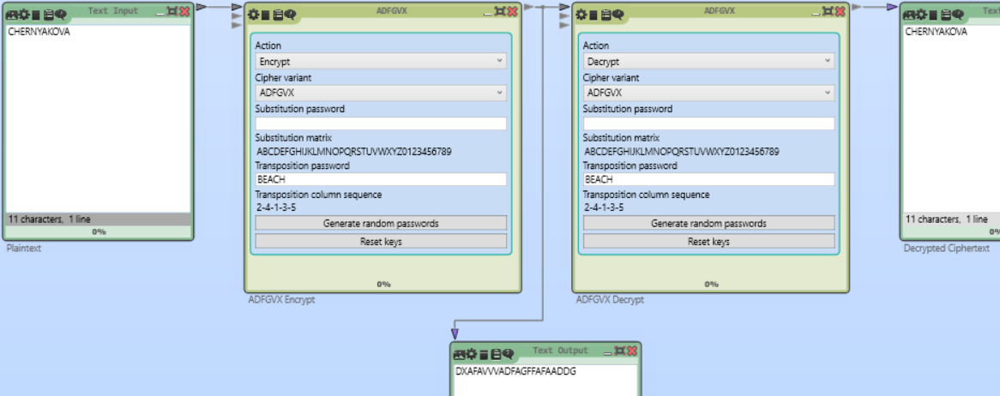 Text Input
CHERNYAKOVA
11 characters, 1 line
0%
Plaintext
ADFGVX
Action
Encrypt
Cipher variant
ADFGVX
Substitution password
Substitution matrix
ABCDEFGHIJKLMNOPQRSTUVWXYZ0123456789
Transposition password
BEACH
Transposition column sequence
2-4-1-3-5
Generate random passwords
Reset keys
0%
ADFGVX Encrypt
ADFGVX
Action
Decrypt
Cipher variant
ADFGVX
Substitution password
Substitution matrix
ABCDEFGHIJKLMNOPQRSTUVWXYZ0123456789
Transposition password
BEACH
Transposition column sequence
2-4-1-3-5
Generate random passwords
Reset keys
0%
ADFGVX Decrypt
Text
CHERNYAKOVA
11 characters, 1 line
0%
Decrypted Ciphertext
Text Output
DXAFAVVVADFAGFFAFAADDG